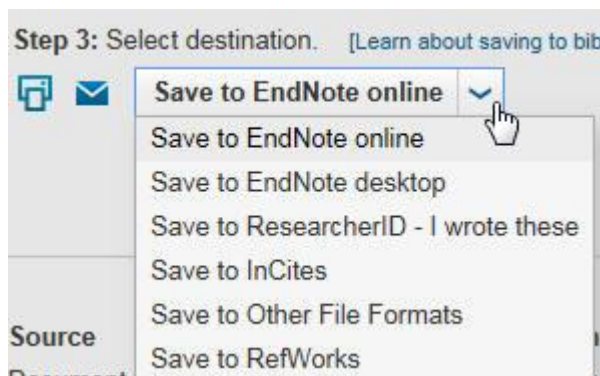 Step 3: Select destination. [Learn about saving to bib
Save to EndNote online
Save to EndNote online
Save to EndNote desktop
Save to ResearcherID - I wrote these
Save to InCites
Save to Other File Formats
Source
Save to RefWorks